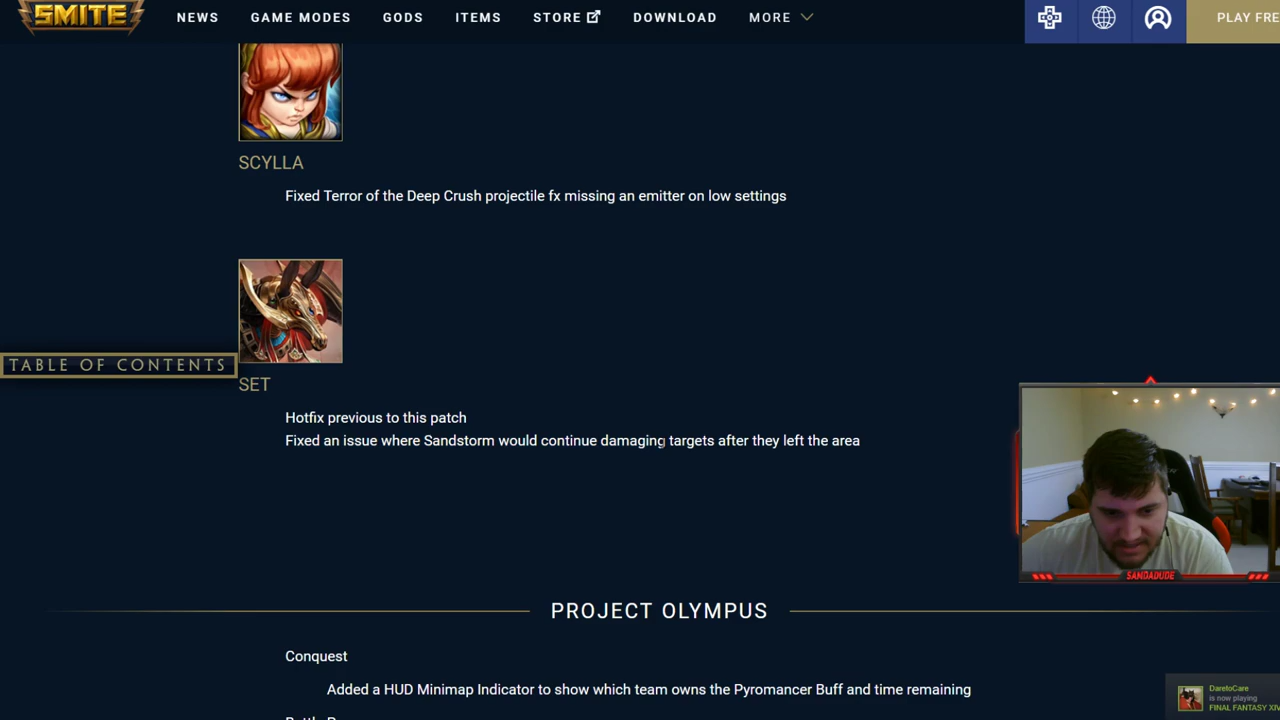 SMITE
NEWS
GAME MODES
GODS
ITEMS
STORE
DOWNLOAD
MORE
PLAY FRE
SCYLLA
Fixed Terror of the Deep Crush projectile fx missing an emitter on low settings
TABLE OF CONTENTS
SET
Hotfix previous to this patch
Fixed an issue where Sandstorm would continue damaging targets after they left the area
SANDADUDE
PROJECT OLYMPUS
Conquest
Added a HUD Minimap Indicator to show which team owns the Pyromancer Buff and time remaining
DaretoCare
is now playing
FINAL FANTASY XIV